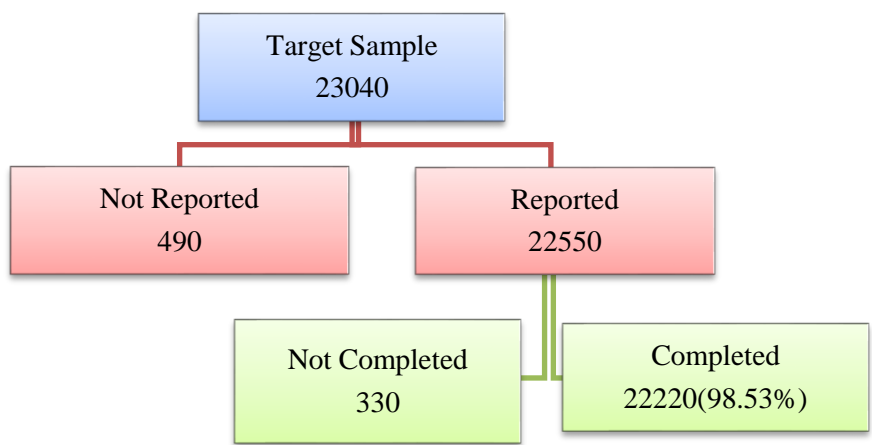 Target Sample
23040
Not Reported
490
Reported
22550
Not Completed
330
Completed
22220(98.53%)